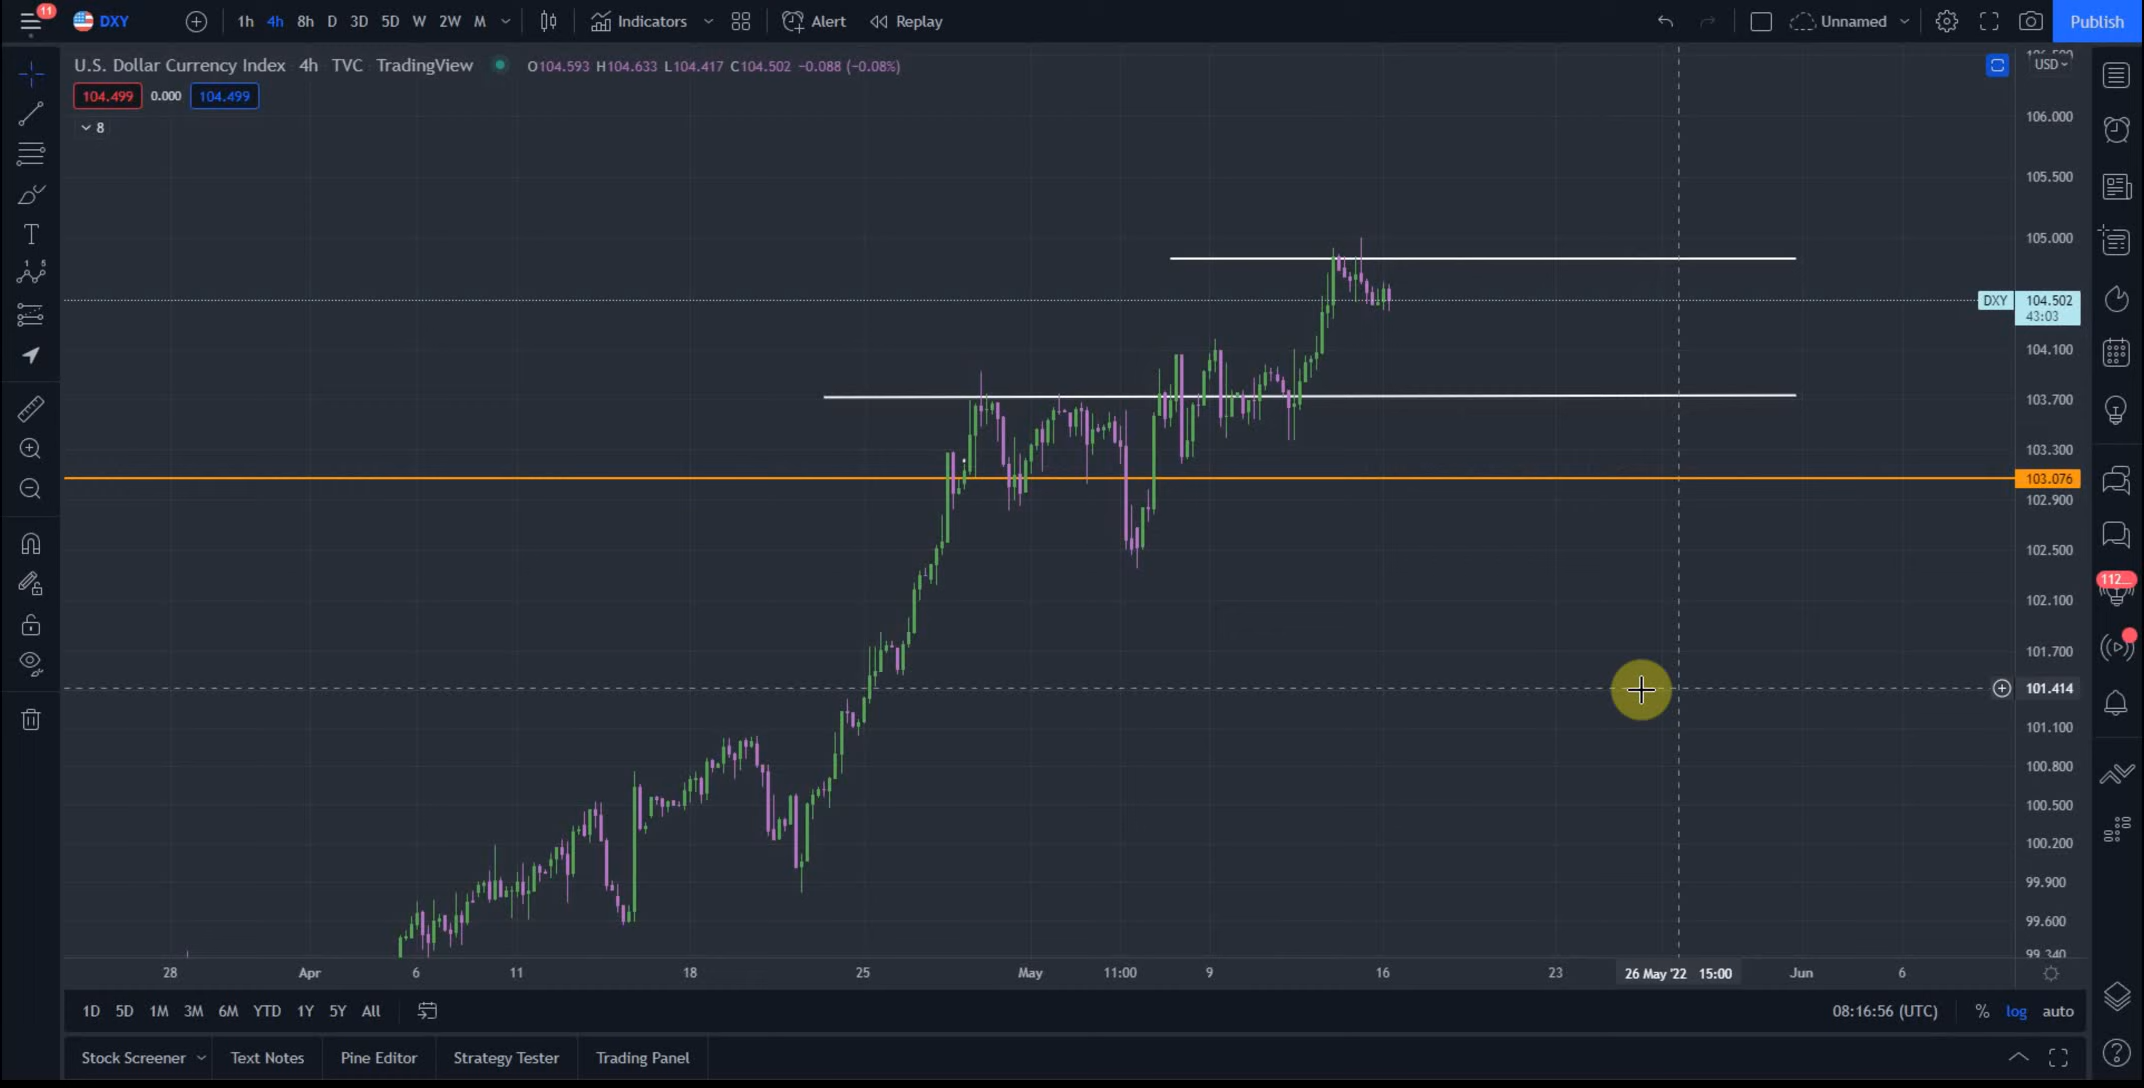 11
DXY
1h 4h 8h D 3D 5D W 2W M
Indicators
Alert
Replay
Unnamed
Publish
U.S. Dollar Currency Index 4h TVC TradingView
O104.593 H104.633 L104.417 C104.502 -0.088 (-0.08%)
104.499 0.000 104.499
8
USD
106.000
105.500
105.000
DXY 104.502
43:03
104.100
103.700
103.300
103.076
102.900
102.500
102.100
101.700
101.414
101.100
100.800
100.500
100.200
99.900
99.600
99.340
112...
28 Apr 6 11 18 25 May 11:00 9 16 23 26 May '22 15:00 Jun 6
1D 5D 1M 3M 6M YTD 1Y 5Y All
08:16:56 (UTC) % log auto
Stock Screener Text Notes Pine Editor Strategy Tester Trading Panel